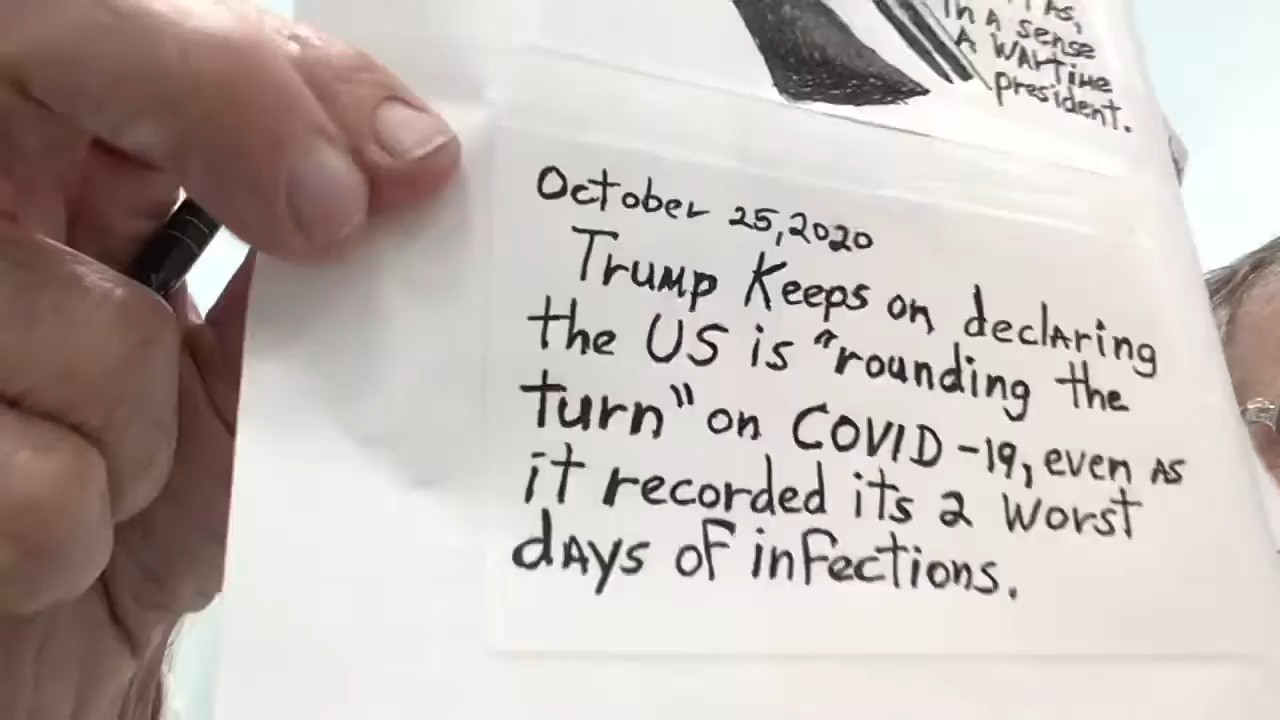 in a sense
A WARTIME
president.
October 25, 2020
Trump Keeps on declaring
the US is "rounding the
turn" on COVID-19, even as
it recorded its 2 worst
days of infections.